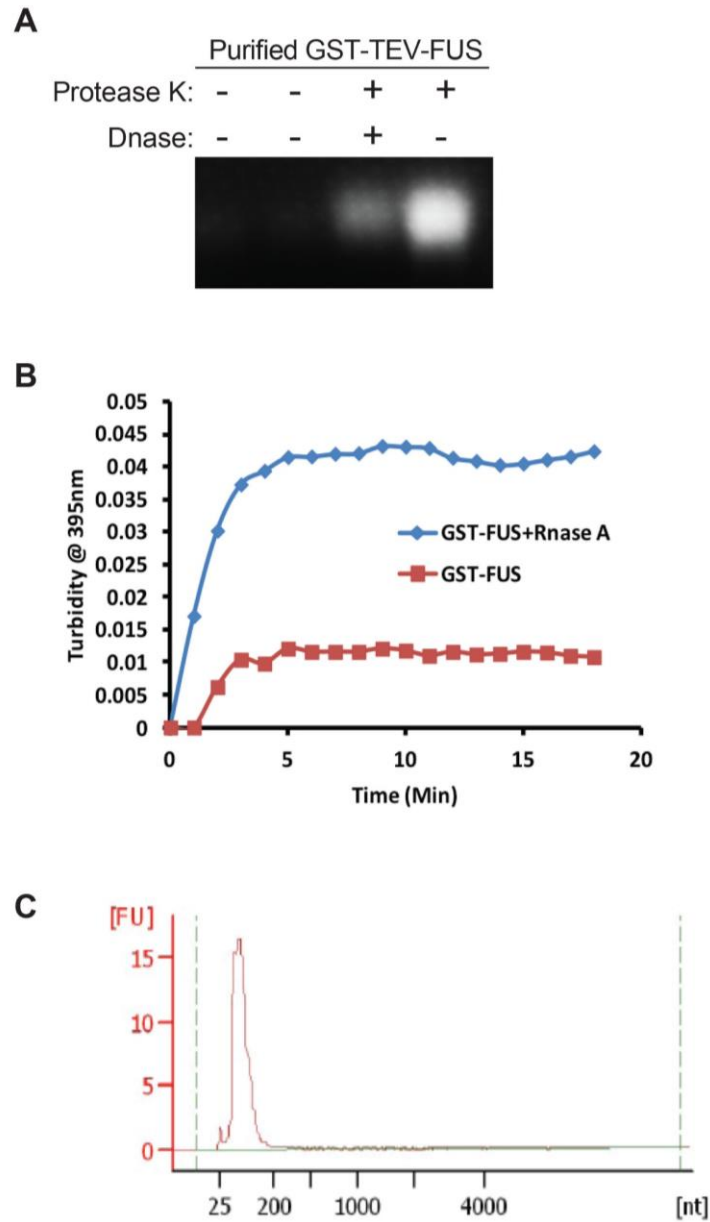 A
Purified GST-TEV-FUS
Protease K: - - + +
Dnase: - - + -
B
0.05
0.045
0.04
0.035
0.03
0.025
0.02
0.015
0.01
0.005
0
Turbidity @ 395nm
GST-FUS+Rnase A
GST-FUS
0 5 10 15 20
Time (Min)
C
[FU]
15
10
5
0
25 200 1000 4000 [nt]